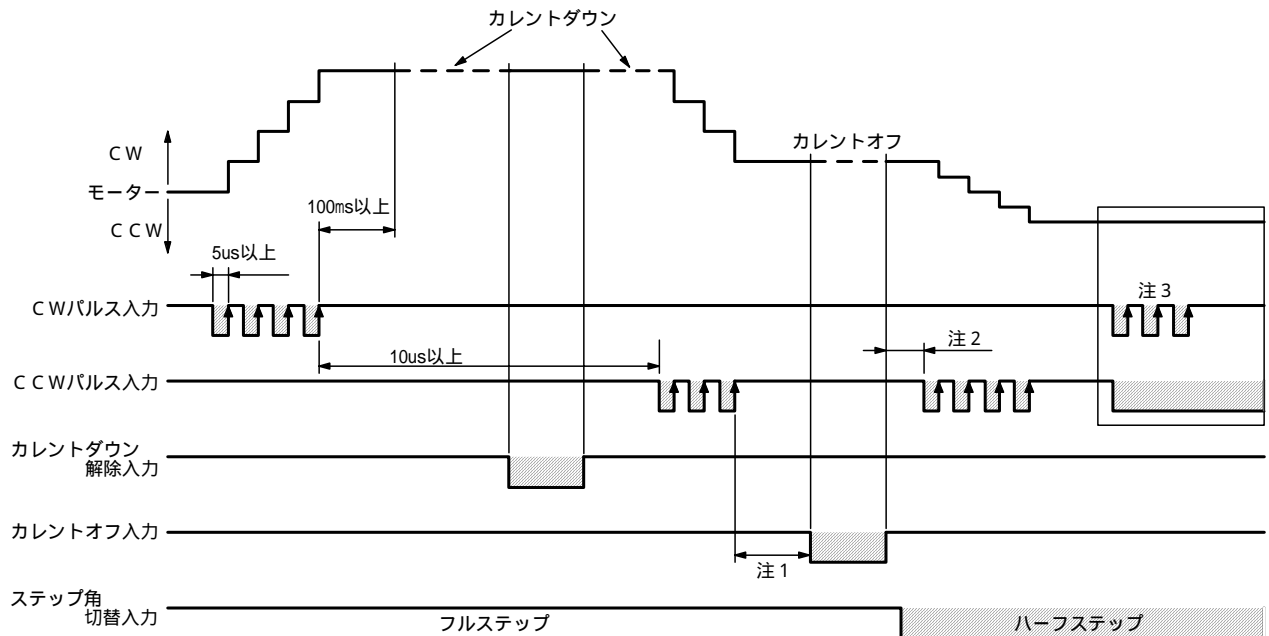 カレントダウン
カレントオフ
ＣＷ
モーター
ＣＣＷ
100ms以上
5us以上
ＣＷパルス入力
注３
10us以上
注２
ＣＣＷパルス入力
カレントダウン
解除入力
カレントオフ入力
注１
ステップ角
切替入力
フルステップ
ハーフステップ